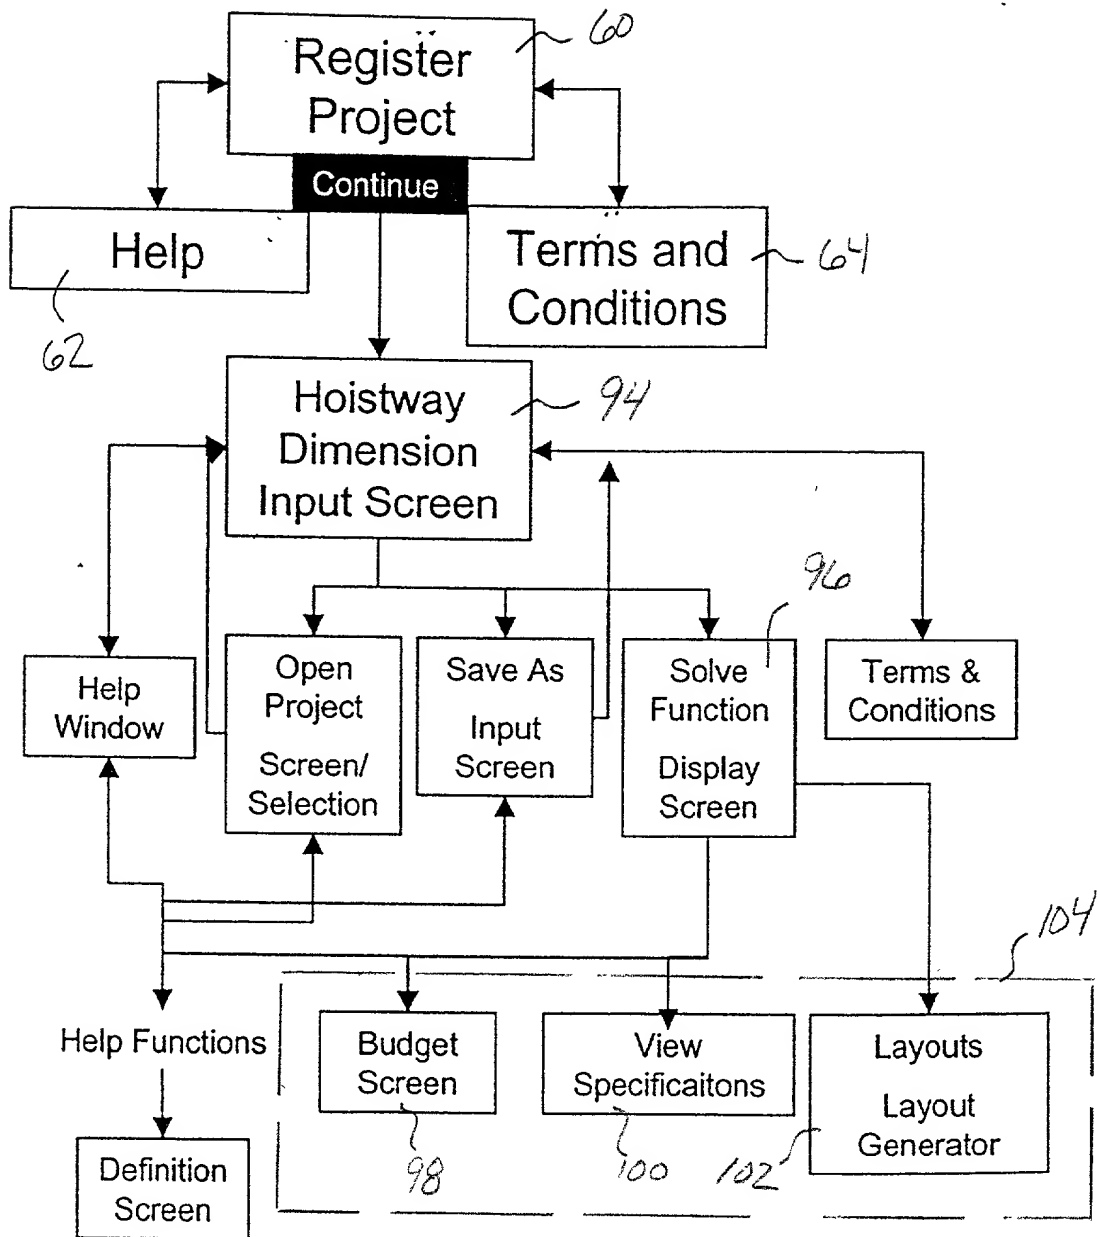 60
Register
Project
Continue
Help
62
Terms and
Conditions
64
Hoistway
Dimension
Input Screen
94
96
Help
Window
Open
Project
Screen/
Selection
Save As
Input
Screen
Solve
Function
Display
Screen
Terms &
Conditions
104
Help Functions
Definition
Screen
Budget
Screen
98
View
Specificaitons
100
Layouts
Layout
Generator
102